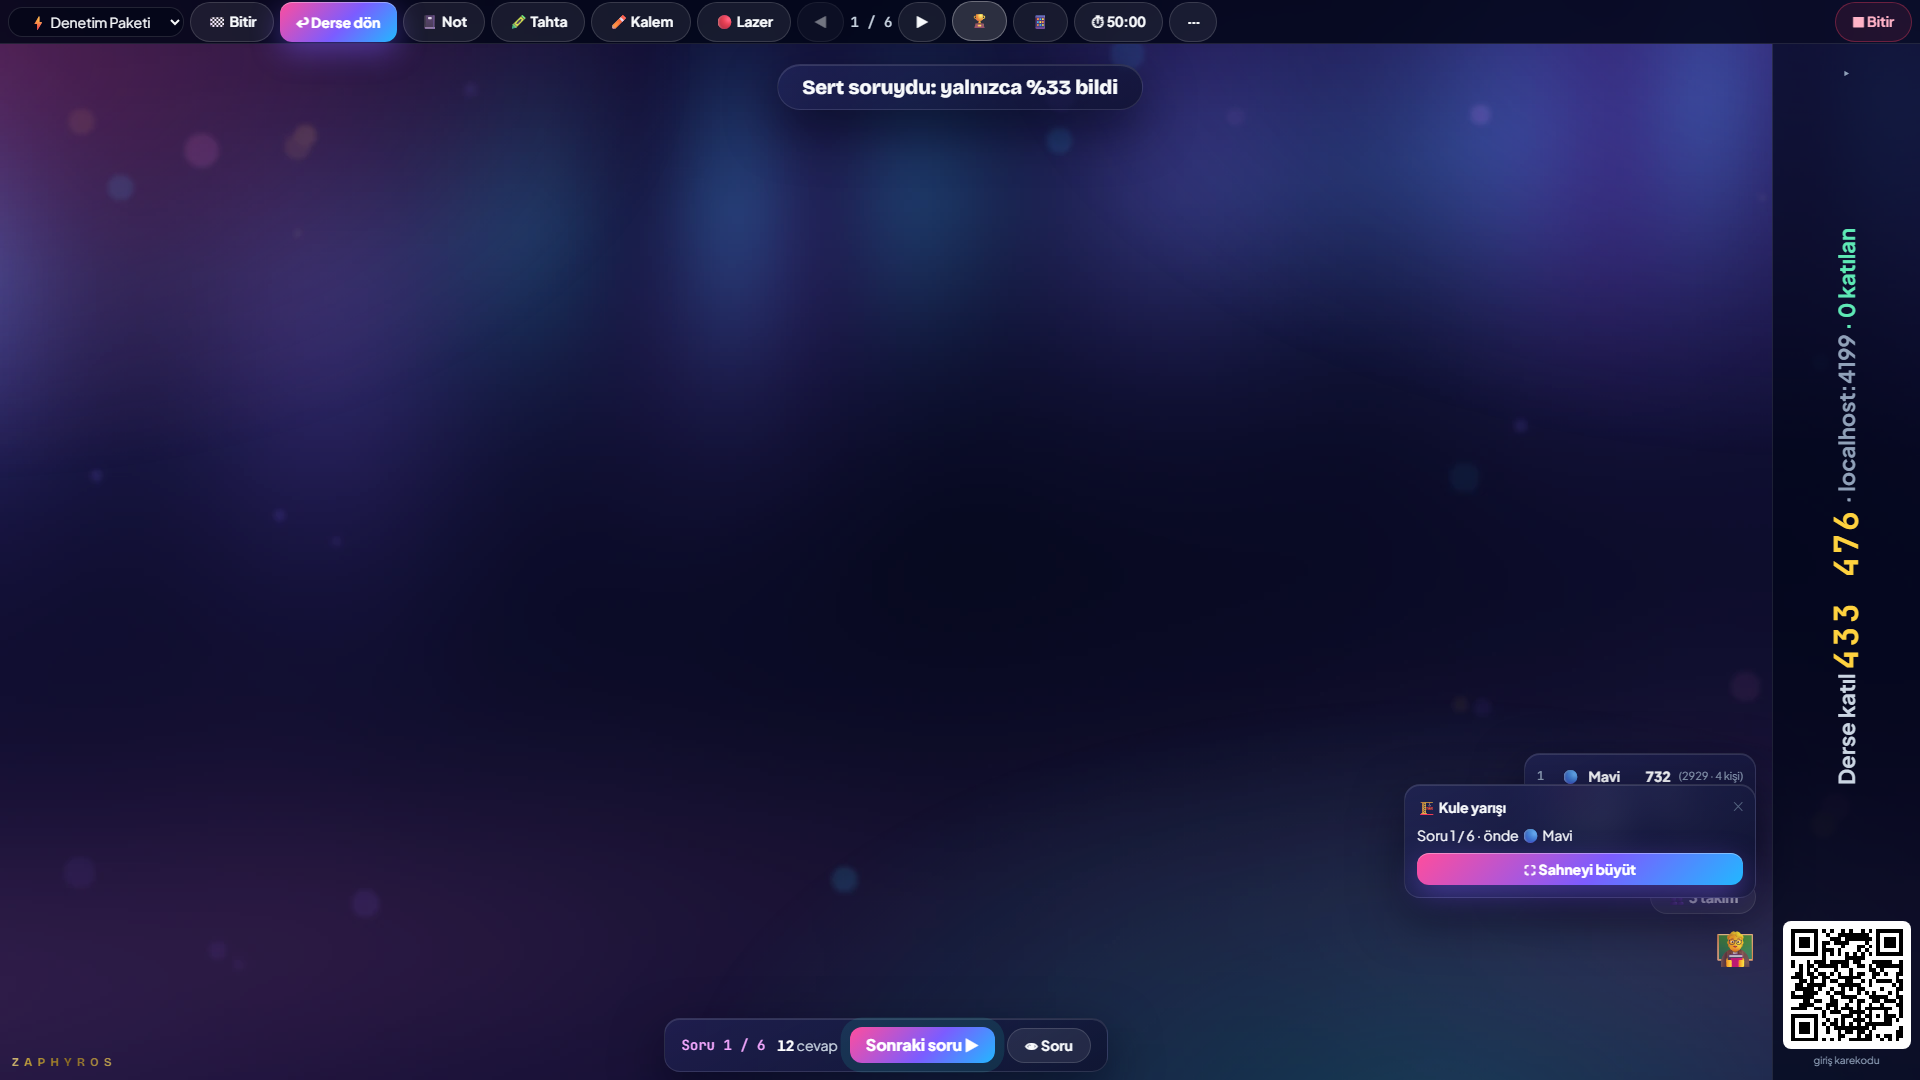 Denetim Paketi
Bitir
Derse dön
Not
Tahta
Kalem
Lazer
1 / 6
50:00
Bitir
Sert soruydu: yalnızca %33 bildi
Derse katıl 433 476 · localhost:4199 · 0 katılan
1 Mavi 732 (2929 · 4 kişi)
Kule yarışı
Soru 1 / 6 · önde Mavi
Sahneyi büyüt
3 takım
Soru 1 / 6 12 cevap Sonraki soru Soru
ZAPHYROS
giriş karekodu